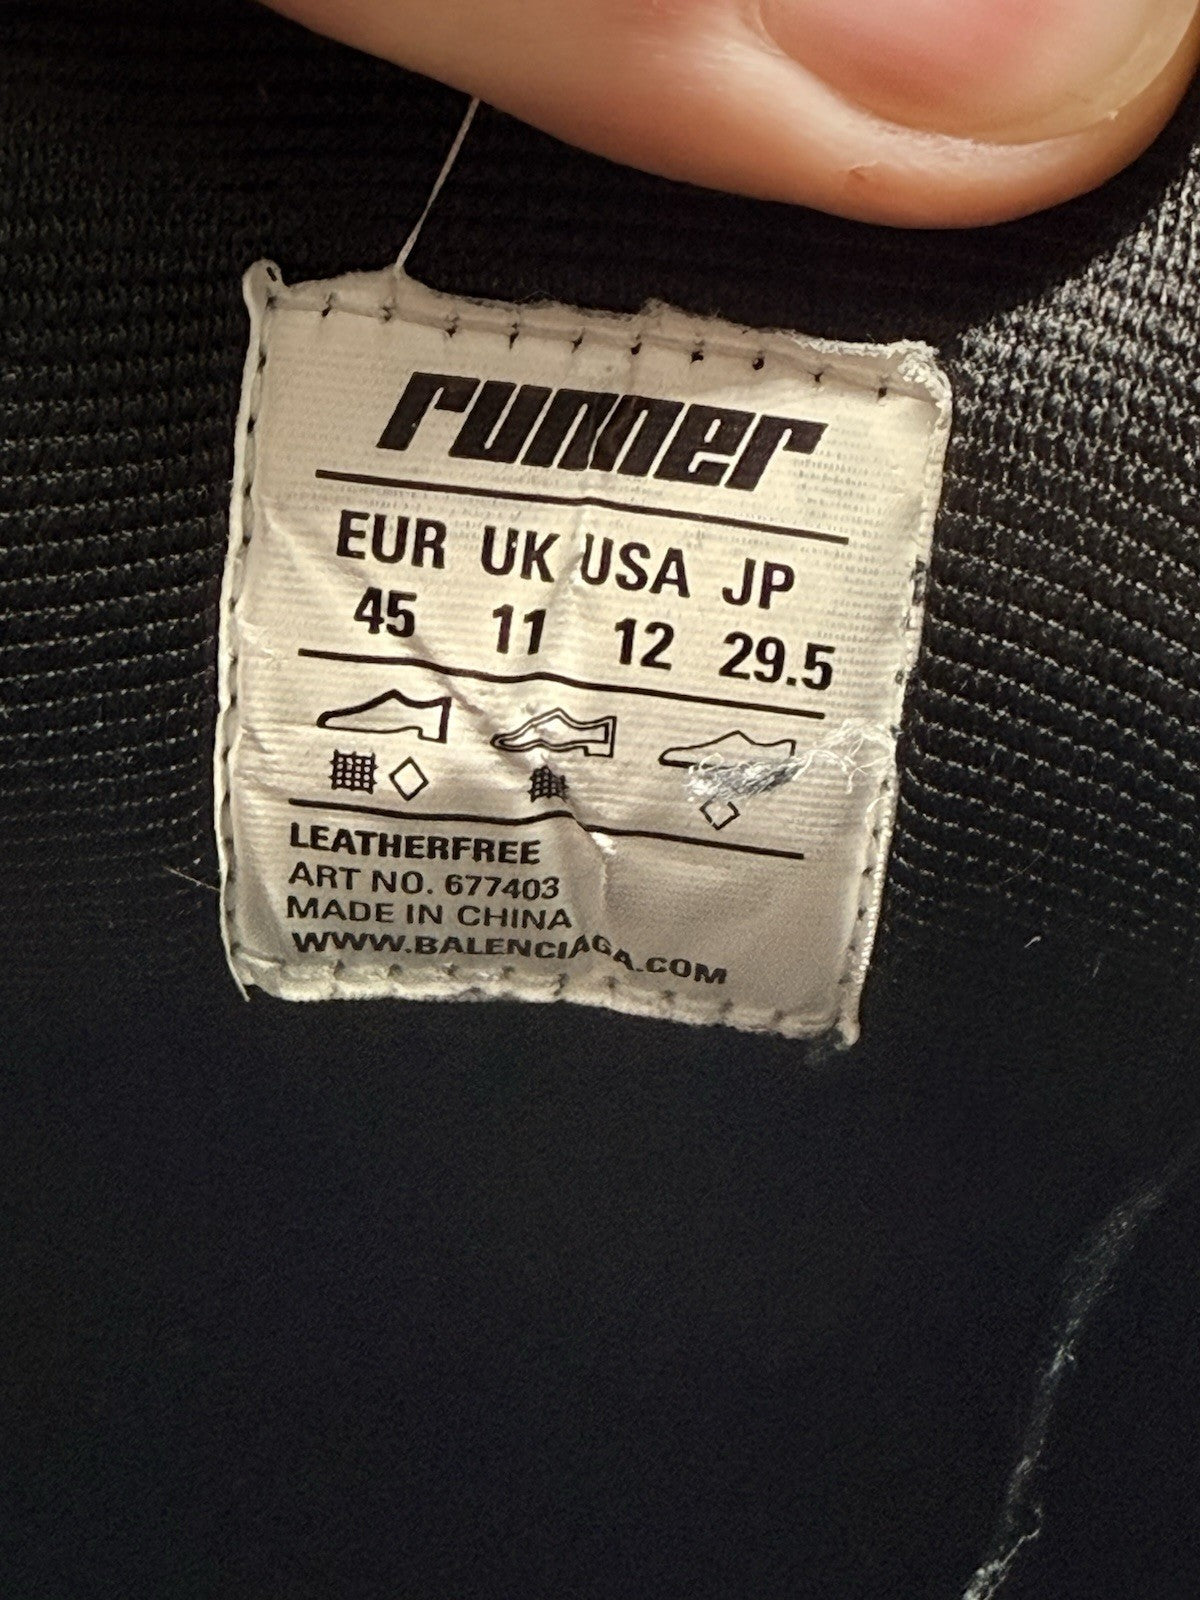 runner
EUR UK USA JP
45 11 12 29.5
LEATHERFREE
ART NO. 677403
MADE IN CHINA
WWW.BALENCIAGA.COM